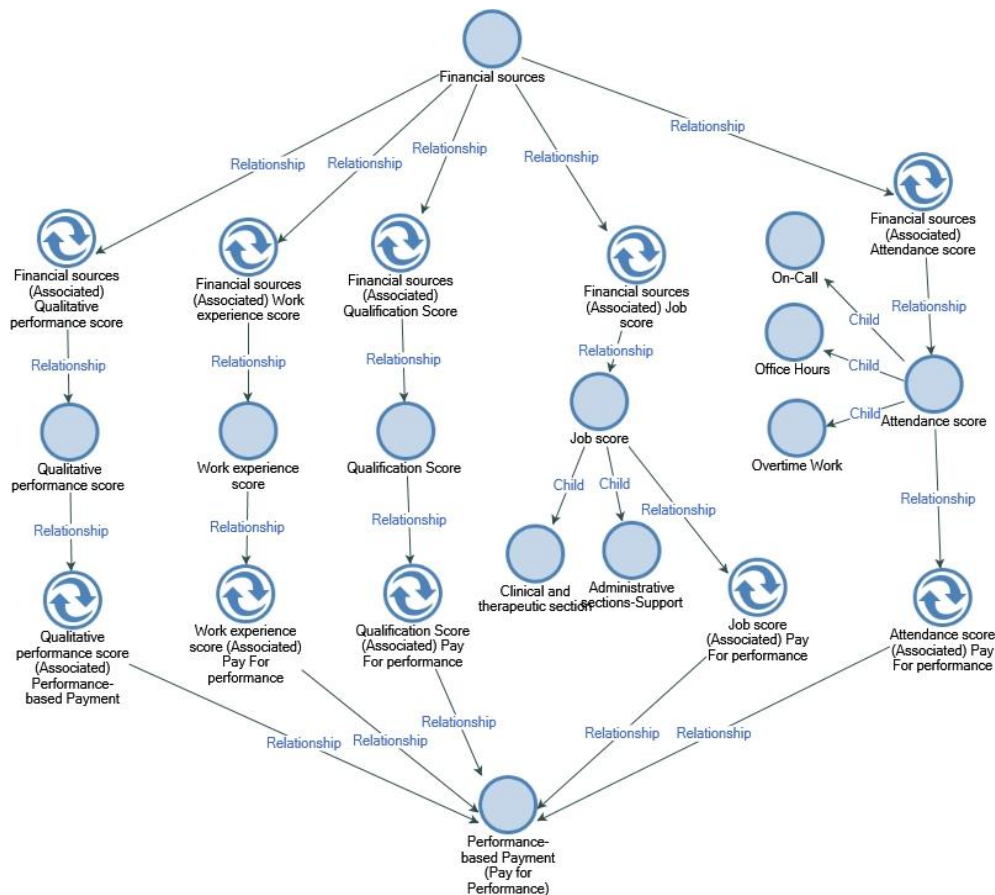 Financial sources
Relationship
Relationship
Relationship
Relationship
Relationship
Financial sources
(Associated)
Qualitative
performance score
Financial sources
(Associated) Work
experience score
Financial sources
(Associated)
Qualification Score
Financial sources
(Associated) Job
score
Financial sources
(Associated)
Attendance score
On-Call
Office Hours
Overtime Work
Child
Child
Child
Relationship
Attendance score
Relationship
Relationship
Relationship
Relationship
Qualitative
performance score
Work experience
score
Qualification Score
Job score
Child
Child
Relationship
Clinical and
therapeutic section
Administrative
sections-Support
Relationship
Relationship
Relationship
Relationship
Qualitative
performance score
(Associated)
Performance-
based Payment
Work experience
score (Associated)
Pay For
performance
Qualification Score
(Associated) Pay
For performance
Job score
(Associated) Pay
For performance
Attendance score
(Associated) Pay
For performance
Relationship
Relationship
Relationship
Relationship
Relationship
Performance-
based Payment
(Pay for
Performance)